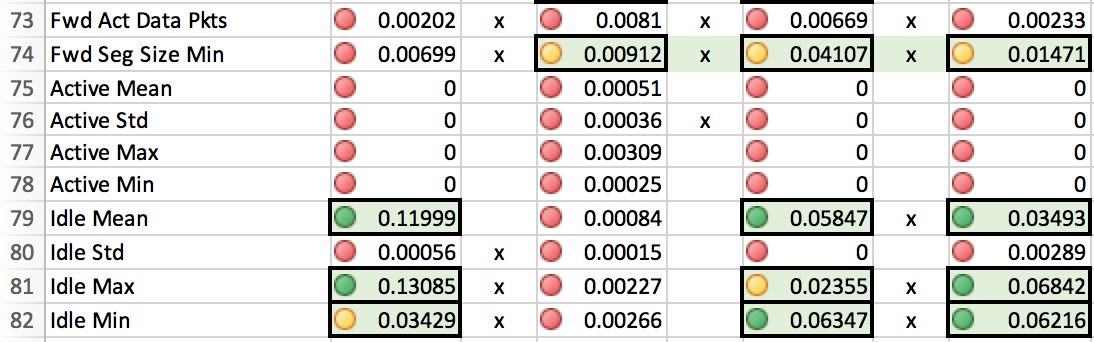 73 Fwd Act Data Pkts 0.00202 x 0.0081 x 0.00669 x 0.00233
74 Fwd Seg Size Min 0.00699 x 0.00912 x 0.04107 x 0.01471
75 Active Mean 0 0.00051 0 0
76 Active Std 0 0.00036 x 0 0
77 Active Max 0 0.00309 0 0
78 Active Min 0 0.00025 0 0
79 Idle Mean 0.11999 0.00084 0.05847 x 0.03493
80 Idle Std 0.00056 x 0.00015 0 0.00289
81 Idle Max 0.13085 x 0.00227 0.02355 x 0.06842
82 Idle Min 0.03429 x 0.00266 0.06347 x 0.06216